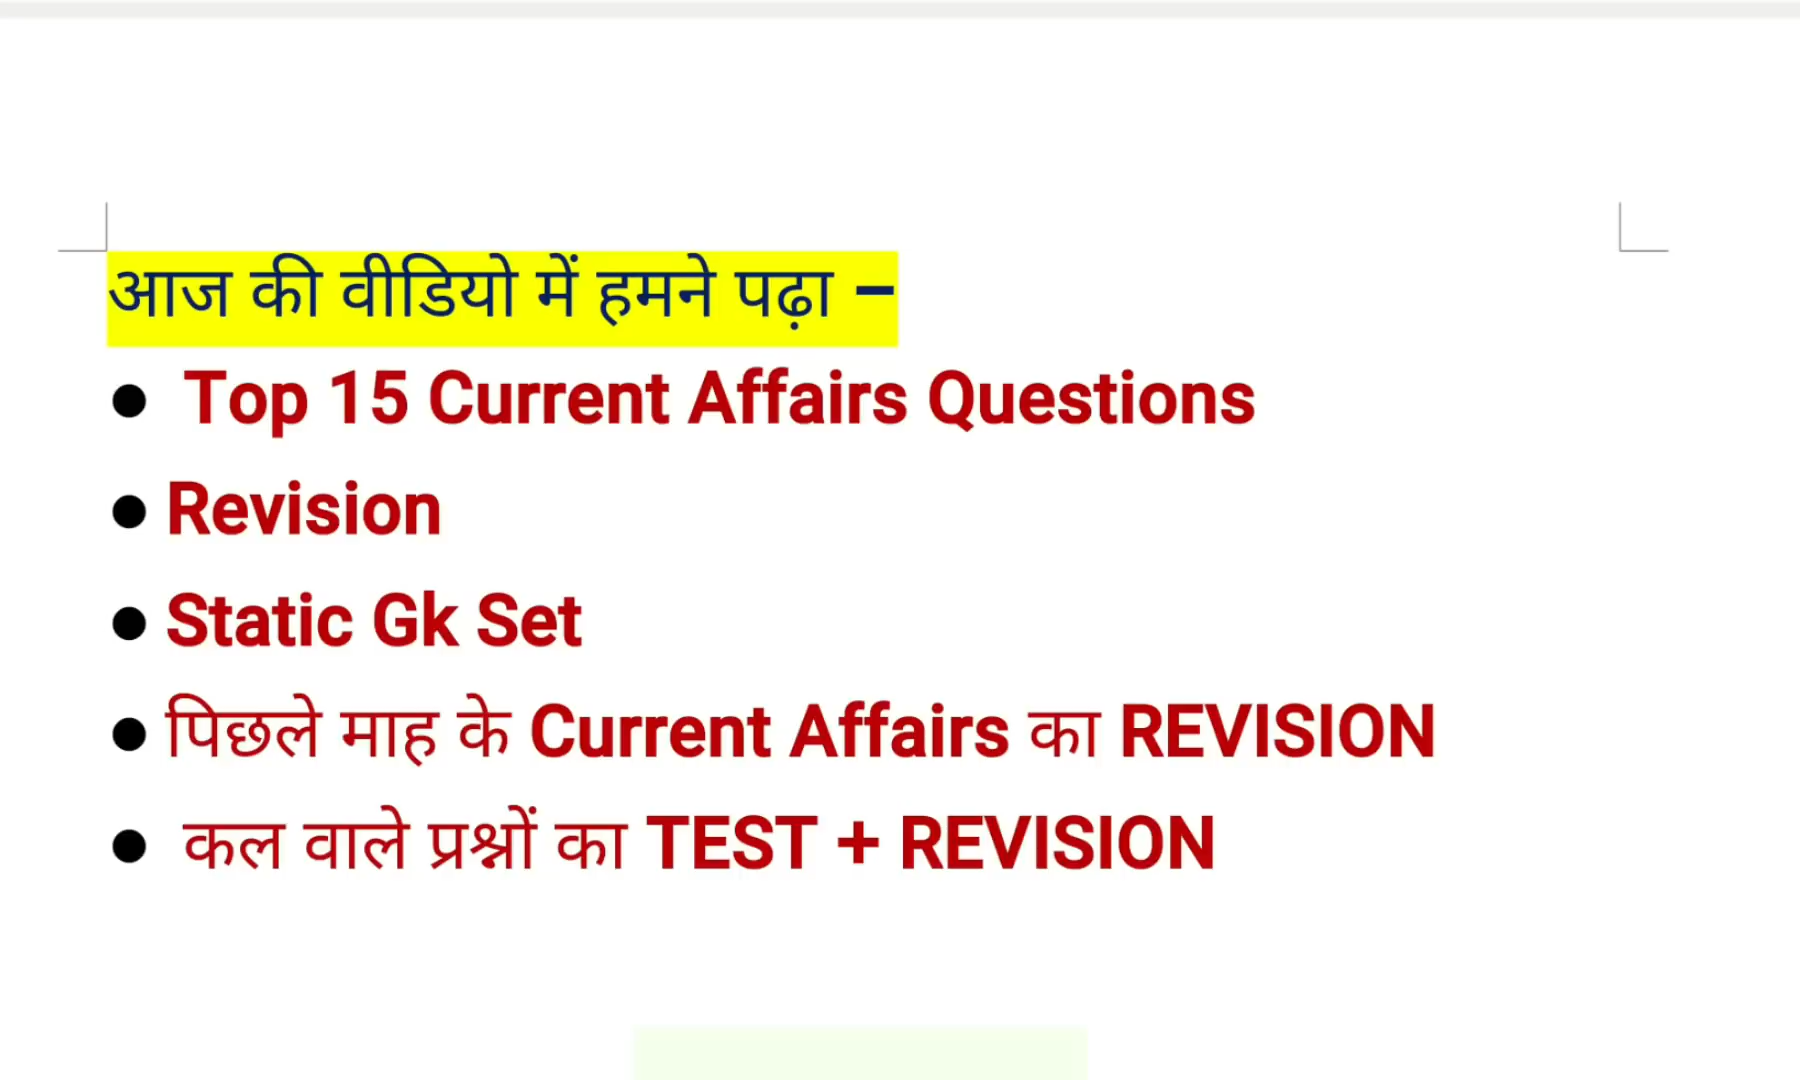 आज की वीडियो में हमने पढ़ा –
● Top 15 Current Affairs Questions
● Revision
● Static Gk Set
● पिछले माह के Current Affairs का REVISION
● कल वाले प्रश्नों का TEST + REVISION